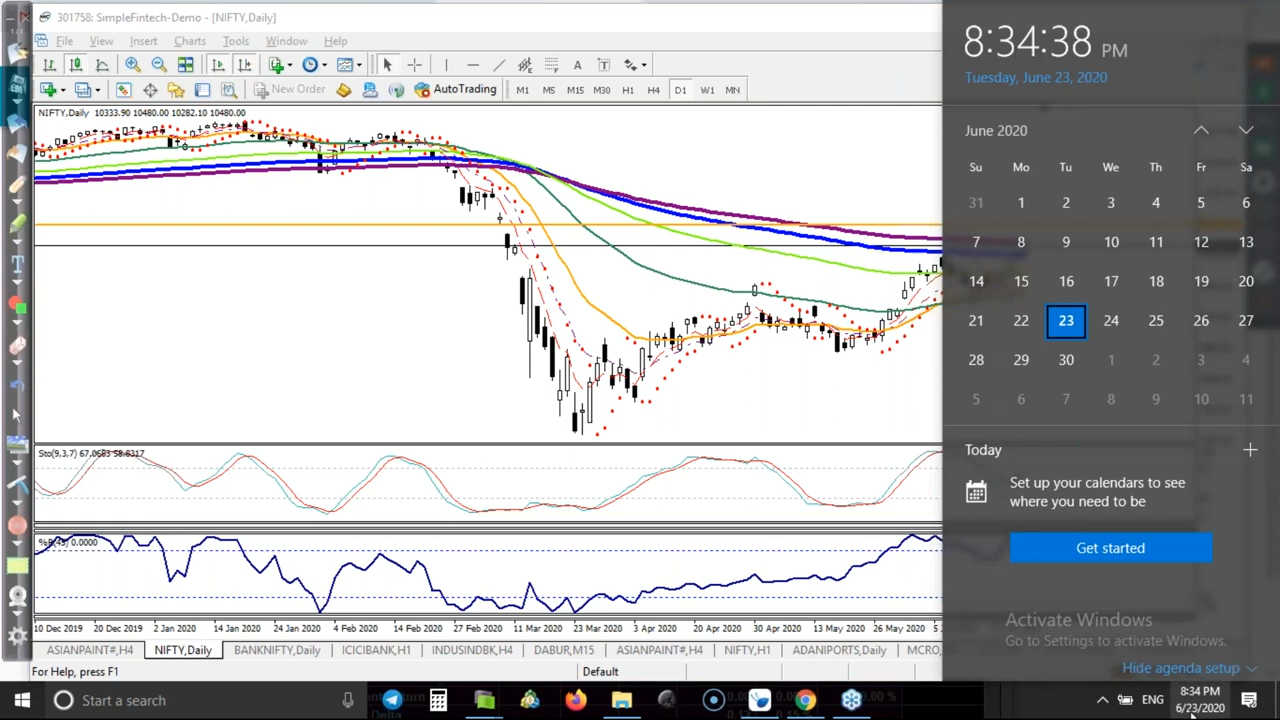 301758: SimpleFintech-Demo - [NIFTY,Daily]
File View Insert Charts Tools Window Help
New Order AutoTrading M1 M5 M15 M30 H1 H4 D1 W1 MN
NIFTY,Daily 10333.90 10480.00 10282.10 10480.00
Sto(9,3,7) 67.0683 58.8317
0.0000
10 Dec 2019 20 Dec 2019 2 Jan 2020 14 Jan 2020 24 Jan 2020 4 Feb 2020 14 Feb 2020 27 Feb 2020 11 Mar 2020 23 Mar 2020 3 Apr 2020 20 Apr 2020 30 Apr 2020 13 May 2020 26 May 2020
ASIANPAINT#,H4 NIFTY,Daily BANKNIFTY,Daily ICICIBANK,H1 INDUSINDBK,H4 DABUR,M15 ASIANPAINT#,H4 NIFTY,H1 ADANIPORTS,Daily MCRO
For Help, press F1 Default
8:34:38 PM
Tuesday, June 23, 2020
June 2020
Su Mo Tu We Th Fr Sa
31 1 2 3 4 5 6
7 8 9 10 11 12 13
14 15 16 17 18 19 20
21 22 23 24 25 26 27
28 29 30 1 2 3 4
5 6 7 8 9 10 11
Today
Set up your calendars to see
where you need to be
Get started
Activate Windows
Go to Settings to activate Windows.
Hide agenda setup
Start a search
ENG
8:34 PM
6/23/2020